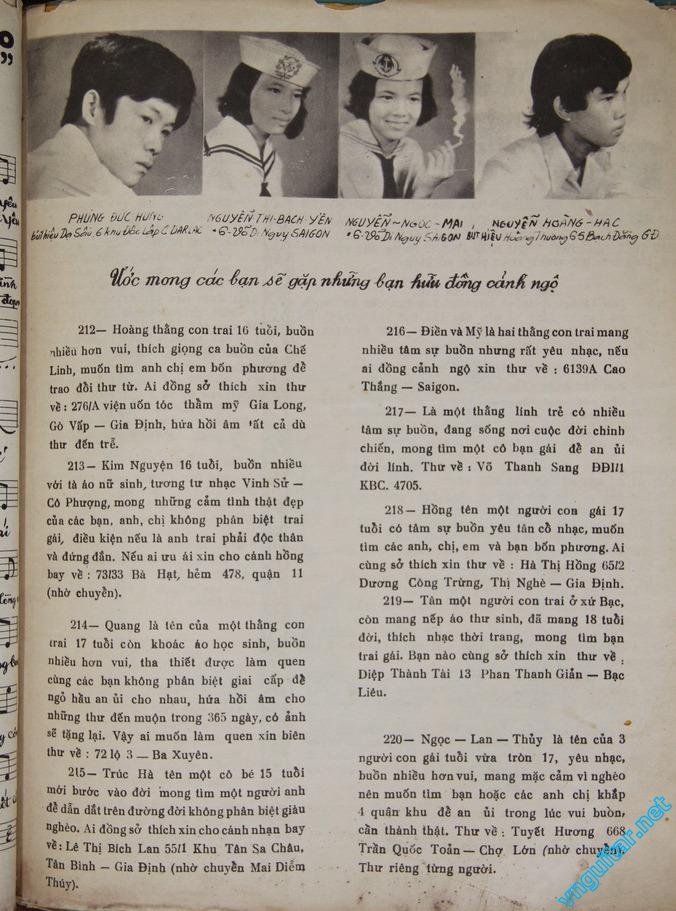 PHÙNG ĐỨC HÙNG
bút hiệu Dạ Sầu, 6 khu Độc Lập C DARLAC
NGUYỄN THỊ-BẠCH-YẾN
•6-296 Di Nguy SAIGON
NGUYỄN~NGỌC-MAI
•6-296 Di Nguy SAIGON
NGUYỄN HOÀNG-HẠC
BÚT HIỆU Hoàng Thương 65 Bạch Đằng GĐ
Ước mong các bạn sẽ gặp những bạn hữu đồng cảnh ngộ
212— Hoàng thằng con trai 16 tuổi, buồn
nhiều hơn vui, thích giọng ca buồn của Chế
Linh, muốn tìm anh chị em bốn phương để
trao đổi thư từ. Ai đồng sở thích xin thư
về : 276/A viện uốn tóc thẩm mỹ Gia Long,
Gò Vấp — Gia Định, hứa hồi âm tất cả dù
thư đến trễ.
213— Kim Nguyện 16 tuổi, buồn nhiều
với tà áo nữ sinh, tương tư nhạc Vinh Sử —
Cô Phượng, mong những cảm tình thật đẹp
của các bạn, anh, chị không phân biệt trai
gái, điều kiện nếu là anh trai phải độc thân
và đứng đắn. Nếu ai ưu ái xin cho cánh hồng
bay về : 73/33 Bà Hạt, hẻm 478, quận 11
(nhờ chuyển).
214— Quang là tên của một thằng con
trai 17 tuổi còn khoác áo học sinh, buồn
nhiều hơn vui, tha thiết được làm quen
cùng các bạn không phân biệt giai cấp để
ngỏ hầu an ủi cho nhau, hứa hồi âm cho
những thư đến muộn trong 365 ngày, có ảnh
sẽ tặng lại. Vậy ai muốn làm quen xin biên
thư về : 72 lộ 3 — Ba Xuyên.
215— Trúc Hà tên một cô bé 15 tuổi
mới bước vào đời mong tìm một người anh
để dẫn dắt trên đường đời không phân biệt giàu
nghèo. Ai đồng sở thích xin cho cánh nhạn bay
về : Lê Thị Bích Lan 55/1 Khu Tân Sa Châu,
Tân Bình — Gia Định (nhờ chuyển Mai Diễm
Thúy).
216— Điền và Mỹ là hai thằng con trai mang
nhiều tâm sự buồn nhưng rất yêu nhạc, nếu
ai đồng cảnh ngộ xin thư về : 6139A Cao
Thắng — Saigon.
217— Là một thằng lính trẻ có nhiều
tâm sự buồn, đang sống nơi cuộc đời chinh
chiến, mong tìm một cô bạn gái để an ủi
đời lính. Thư về : Võ Thanh Sang ĐĐ1/1
KBC. 4705.
218— Hồng tên một người con gái 17
tuổi có tâm sự buồn yêu tân cổ nhạc, muốn
tìm các anh, chị, em và bạn bốn phương. Ai
cùng sở thích xin thư về : Hà Thị Hồng 65/2
Dương Công Trừng, Thị Nghè — Gia Định.
219— Tân một người con trai ở xứ Bạc,
còn mang nếp áo thư sinh, đã mang 18 tuổi
đời, thích nhạc thời trang, mong tìm bạn
trai gái. Bạn nào cùng sở thích xin thư về :
Diệp Thành Tài 13 Phan Thanh Giản — Bạc
Liêu.
220— Ngọc — Lan — Thủy là tên của 3
người con gái tuổi vừa tròn 17, yêu nhạc,
buồn nhiều hơn vui, mang mặc cảm vì nghèo
nên muốn tìm bạn hoặc các anh chị khắp
4 quân khu để an ủi trong lúc vui buồn,
cần thành thật. Thư về : Tuyết Hương 668
Trần Quốc Toản — Chợ Lớn (nhờ chuyển).
Thư riêng từng người.
vnguitar.net